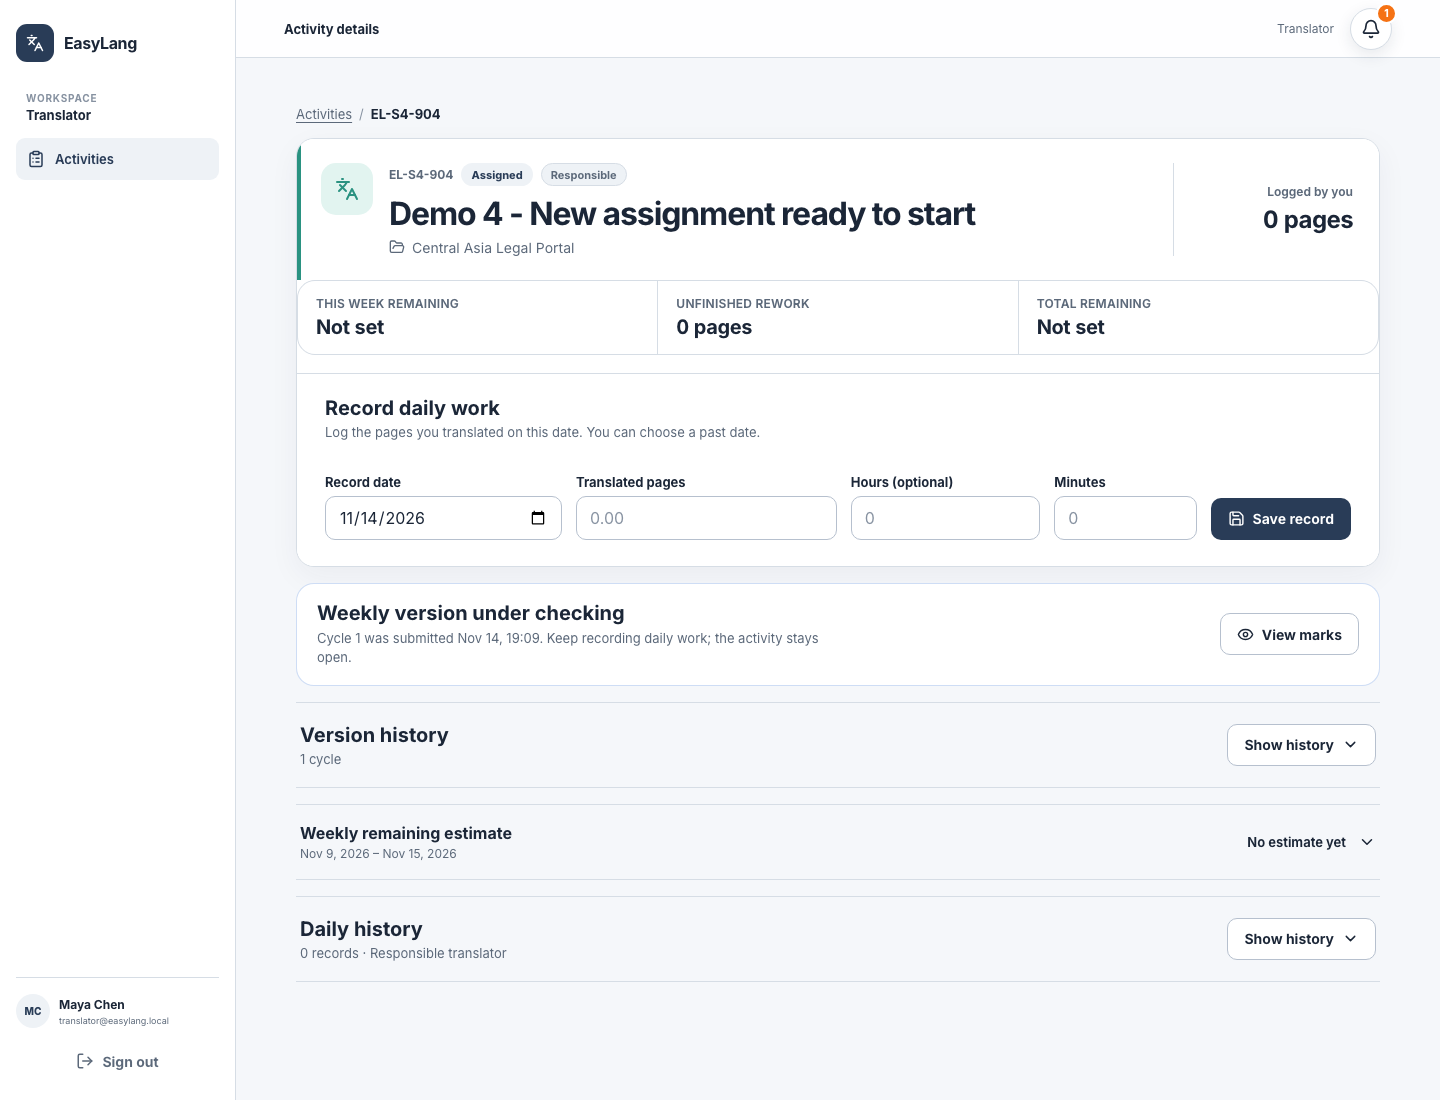 EasyLang
WORKSPACE
Translator
Activities
Maya Chen
MC
translator@easylang.local
Sign out
Activity details
Translator
1
Activities / EL-S4-904
EL-S4-904 Assigned Responsible
Demo 4 - New assignment ready to start
Central Asia Legal Portal
Logged by you
0 pages
THIS WEEK REMAINING
Not set
UNFINISHED REWORK
0 pages
TOTAL REMAINING
Not set
Record daily work
Log the pages you translated on this date. You can choose a past date.
Record date
11/14/2026
Translated pages
0.00
Hours (optional)
0
Minutes
0
Save record
Weekly version under checking
Cycle 1 was submitted Nov 14, 19:09. Keep recording daily work; the activity stays
open.
View marks
Version history
1 cycle
Show history
Weekly remaining estimate
Nov 9, 2026 – Nov 15, 2026
No estimate yet
Daily history
0 records · Responsible translator
Show history